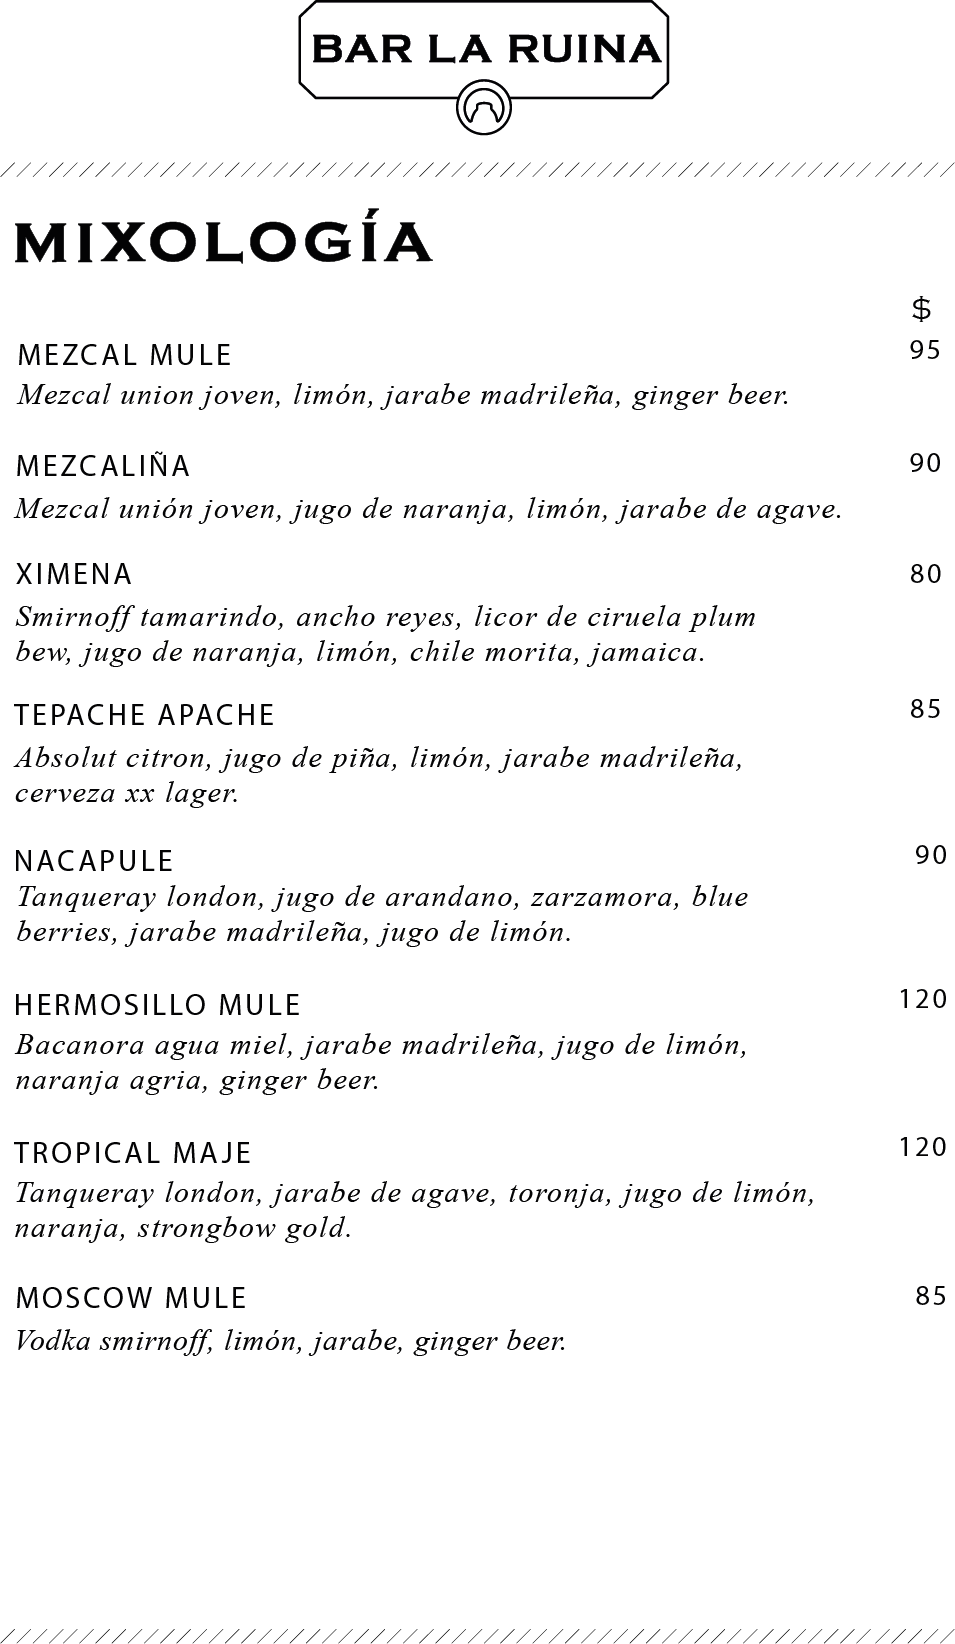 BAR LA RUINA
MIXOLOGÍA
$
MEZCAL MULE 95
Mezcal union joven, limón, jarabe madrileña, ginger beer.
MEZCALIÑA 90
Mezcal unión joven, jugo de naranja, limón, jarabe de agave.
XIMENA 80
Smirnoff tamarindo, ancho reyes, licor de ciruela plum
bew, jugo de naranja, limón, chile morita, jamaica.
TEPACHE APACHE 85
Absolut citron, jugo de piña, limón, jarabe madrileña,
cerveza xx lager.
NACAPULE 90
Tanqueray london, jugo de arandano, zarzamora, blue
berries, jarabe madrileña, jugo de limón.
HERMOSILLO MULE 120
Bacanora agua miel, jarabe madrileña, jugo de limón,
naranja agria, ginger beer.
TROPICAL MAJE 120
Tanqueray london, jarabe de agave, toronja, jugo de limón,
naranja, strongbow gold.
MOSCOW MULE 85
Vodka smirnoff, limón, jarabe, ginger beer.